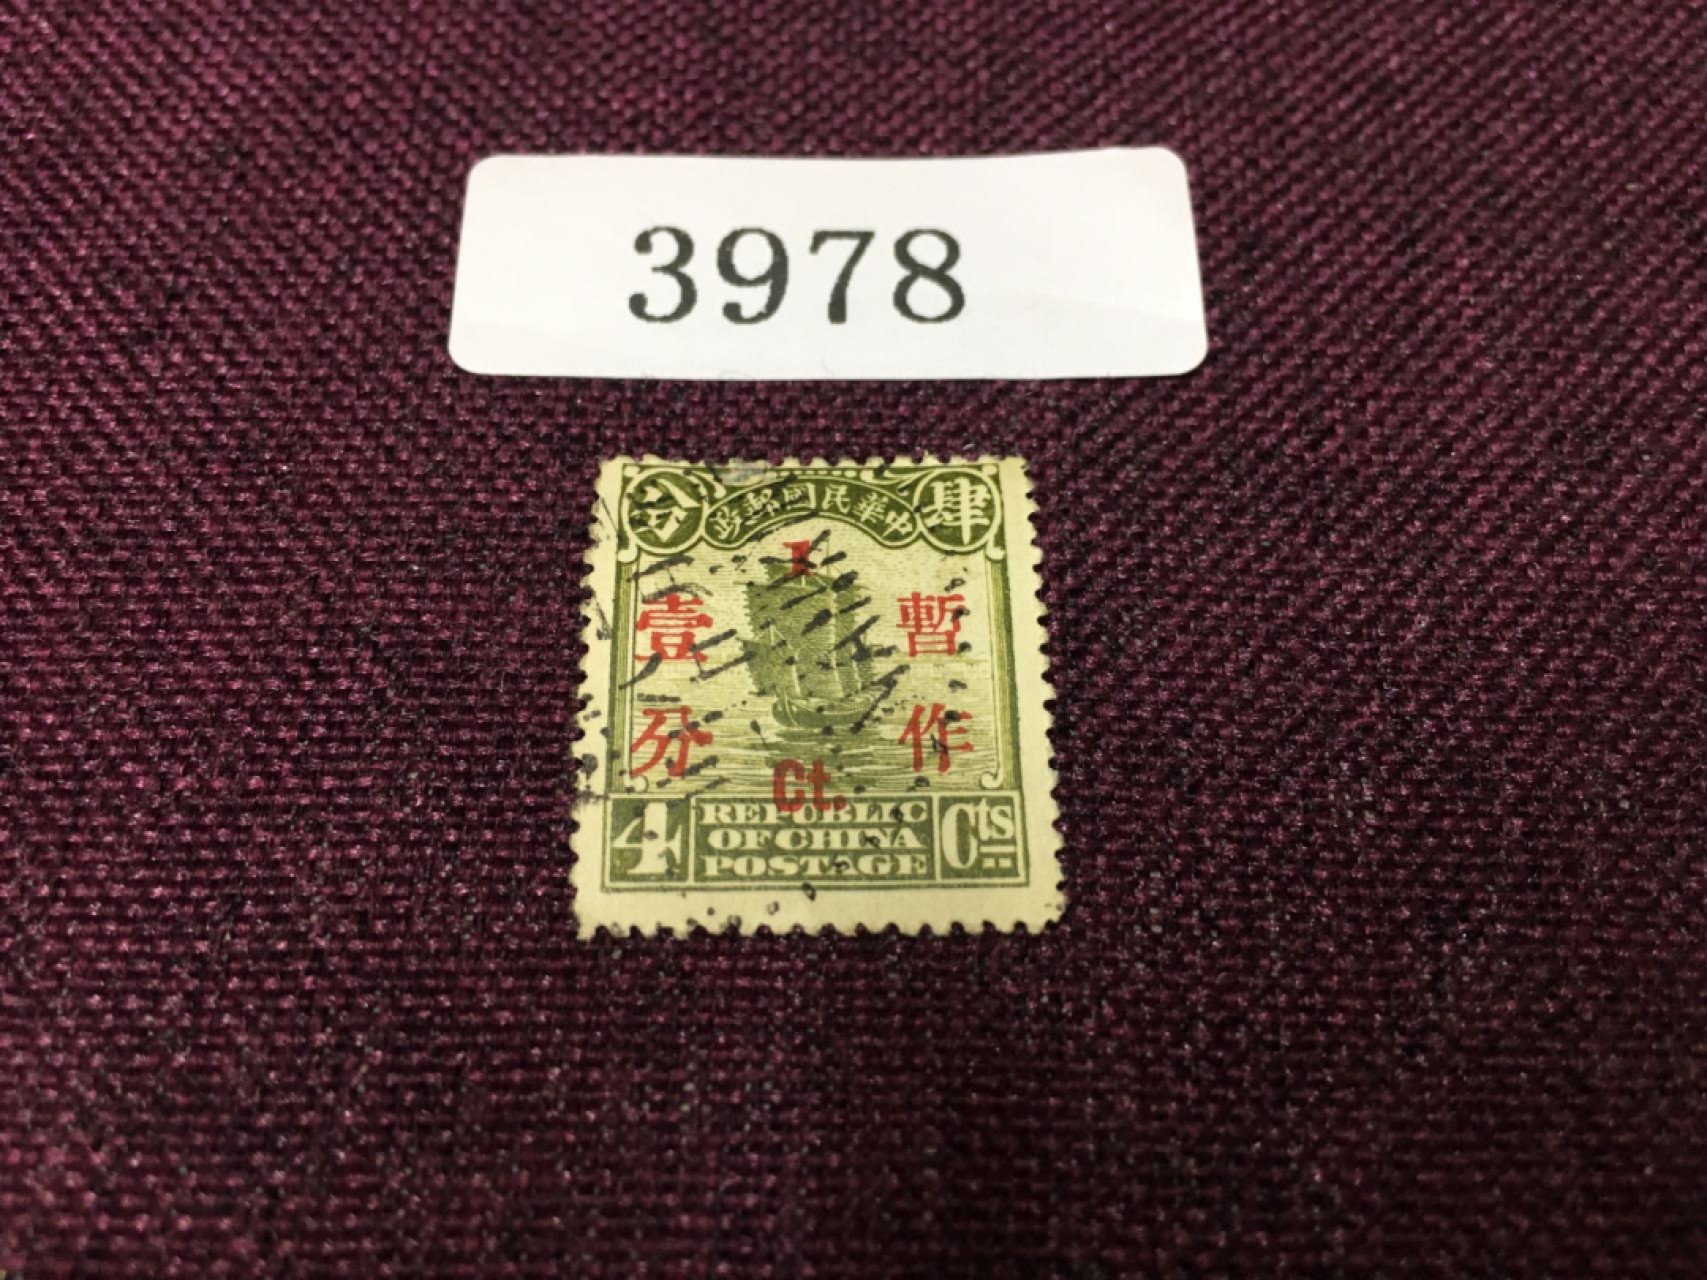 3978
分 中華民國郵政 肆
1
壹分 暫作
Ct.
4 REPUBLIC Cts
OF CHINA
POSTAGE